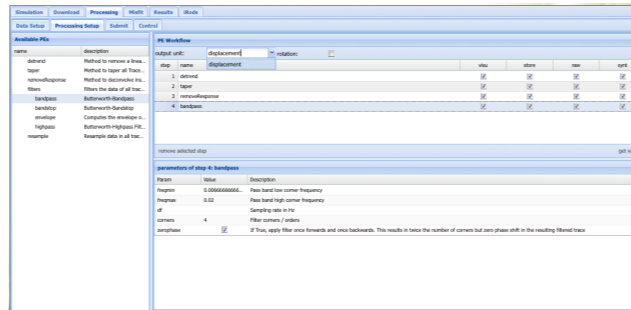 Simulation Download Processing Misfit Results iRods
Data Setup Processing Setup Submit Control
Available PEs
name description
detrend Method to remove a linea...
taper Method to taper all Trace...
removeResponse Method to deconvolve ins...
filters Filters the data of all trac...
bandpass Butterworth-Bandpass
bandstop Butterworth-Bandstop
envelope Computes the envelope o...
highpass Butterworth-Highpass Filt...
resample Resample data in all trac...
PE Workflow
output unit: displacement rotation:
displacement
step name visu store raw synt
1 detrend
2 taper
3 removeResponse
4 bandpass
remove selected step get w
parameters of step 4: bandpass
Param Value Description
freqmin 0.00666666666... Pass band low corner frequency
freqmax 0.02 Pass band high corner frequency
df Sampling rate in Hz
corners 4 Filter corners / orders
zerophase If True, apply filter once forwards and once backwards. This results in twice the number of corners but zero phase shift in the resulting filtered trace